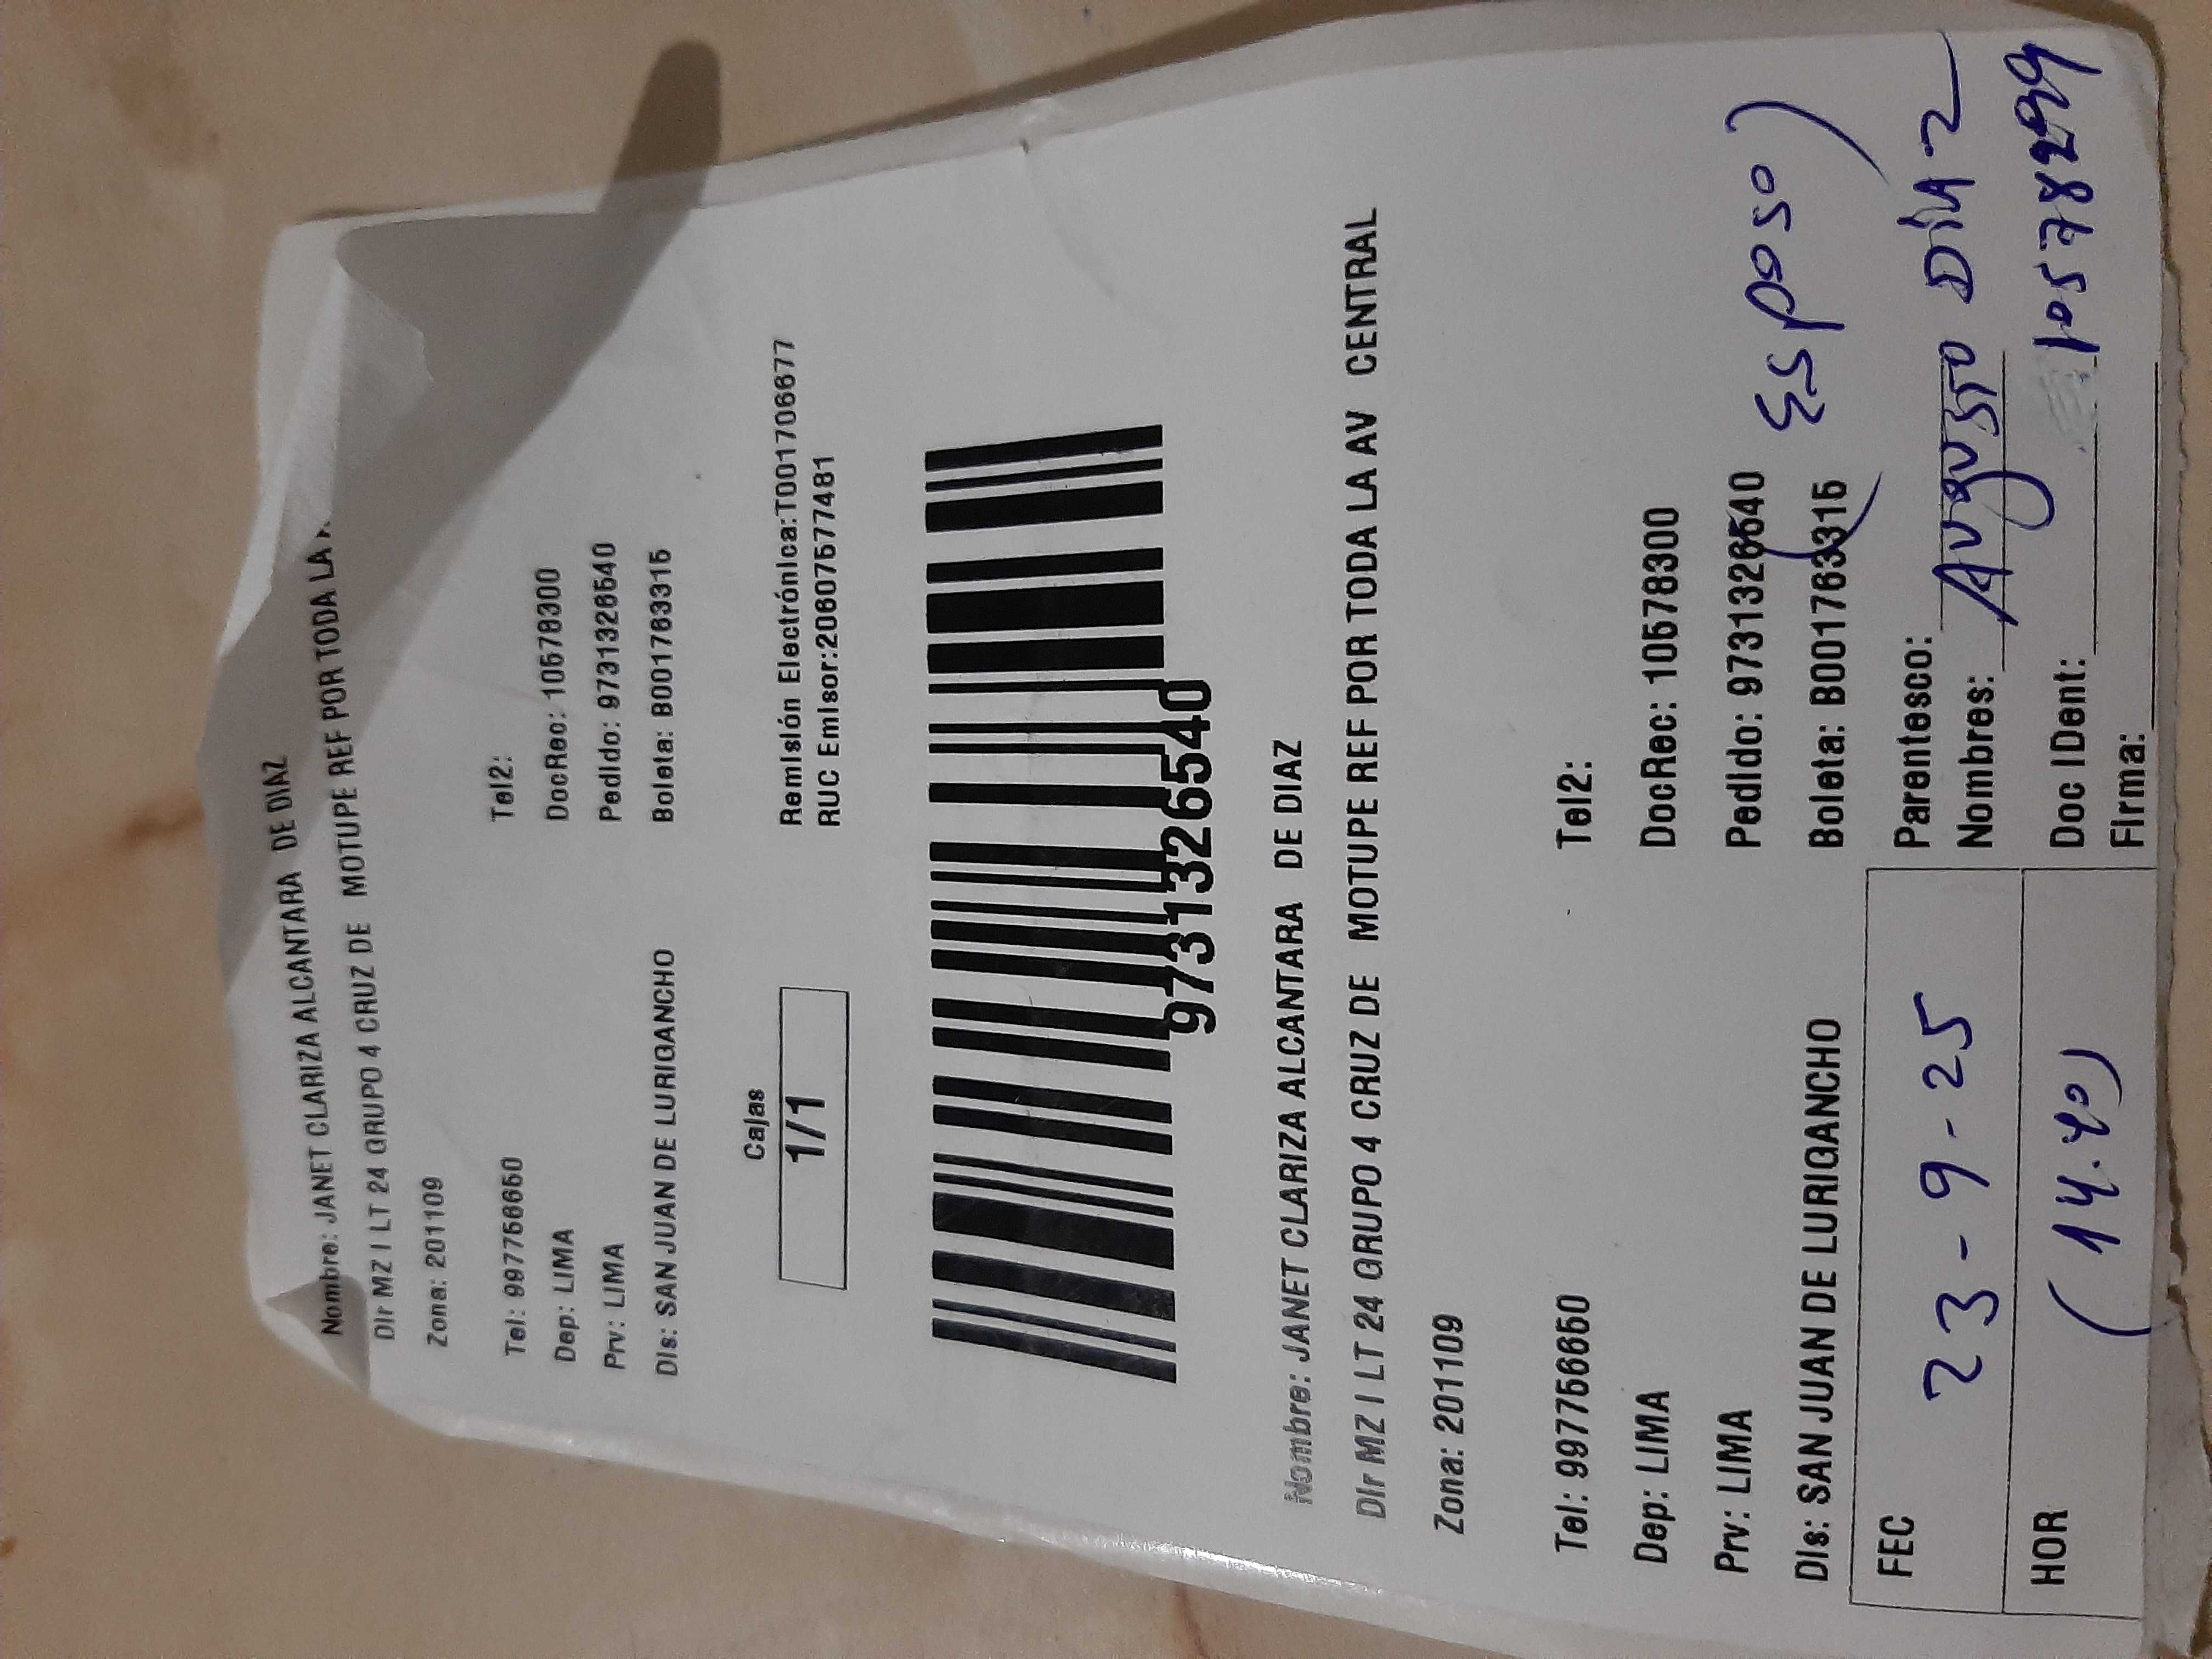 Nombre: JANET CLARIZA ALCANTARA DE DIAZ
Dir MZ I LT 24 GRUPO 4 CRUZ DE MOTUPE REF POR TODA LA
Zona: 201109
Tel: 997756650 Tel2:
Dep: LIMA DocRec: 10578300
Prv: LIMA Pedido: 9731326540
Dis: SAN JUAN DE LURIGANCHO Boleta: B001763315
Cajas
1/1
Remisión Electrónica:T001706677
RUC Emisor:20607577481
9731326540
Nombre: JANET CLARIZA ALCANTARA DE DIAZ
Dir MZ I LT 24 GRUPO 4 CRUZ DE MOTUPE REF POR TODA LA AV CENTRAL
Zona: 201109
Tel: 997756650 Tel2:
Dep: LIMA DocRec: 10578300
Prv: LIMA Pedido: 9731326540
Dis: SAN JUAN DE LURIGANCHO Boleta: B001763315
(Esposo)
FEC 23-9-25 Parentesco:
Nombres: Augusto DÍAZ
HOR (14.40) Doc IDent: 10578299
Firma: